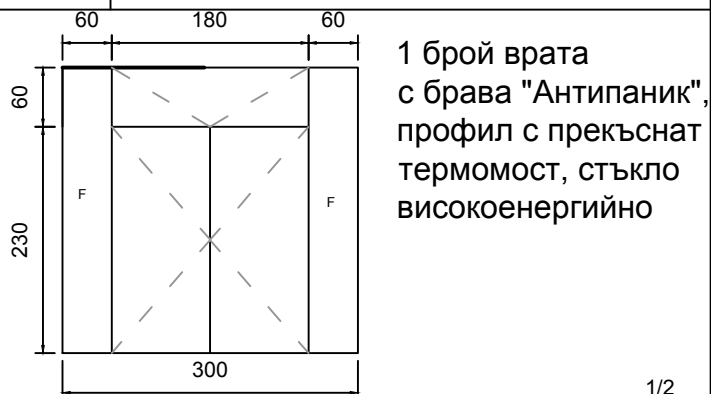 60 180 60
60
230
F
F
300
1 брой врата
с брава "Антипаник",
профил с прекъснат
термомост, стъкло
високоенергийно
1/2